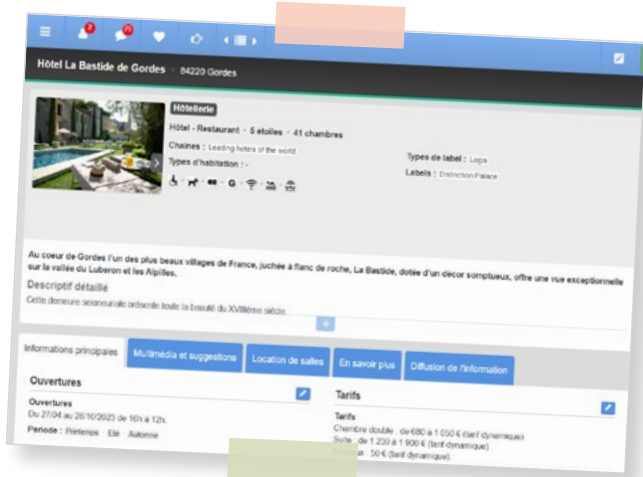 2
75
Hôtel La Bastide de Gordes · 84220 Gordes
Hôtellerie
Hôtel - Restaurant · 5 étoiles · 41 chambres
Chaines : Leading hotels of the world
Types d'habitation : -
Types de label : Logis
Labels : Distinction Palace
G
Au coeur de Gordes l'un des plus beaux villages de France, juchée à flanc de roche, La Bastide, dotée d'un décor somptueux, offre une vue exceptionnelle
sur la vallée du Luberon et les Alpilles.
Descriptif détaillé
Cette demeure seigneuriale présente toute la beauté du XVIIIème siècle.
Informations principales
Multimédia et suggestions
Location de salles
En savoir plus
Diffusion de l'information
Ouvertures
Ouvertures
Du 27/04 au 28/10/2023 de 16h à 12h.
Période : Printemps Eté Automne
Tarifs
Tarifs
Chambre double : de 680 à 1 050 € (tarif dynamique)
Suite : de 1 230 à 1 900 € (tarif dynamique)
: 50 € (tarif dynamique).